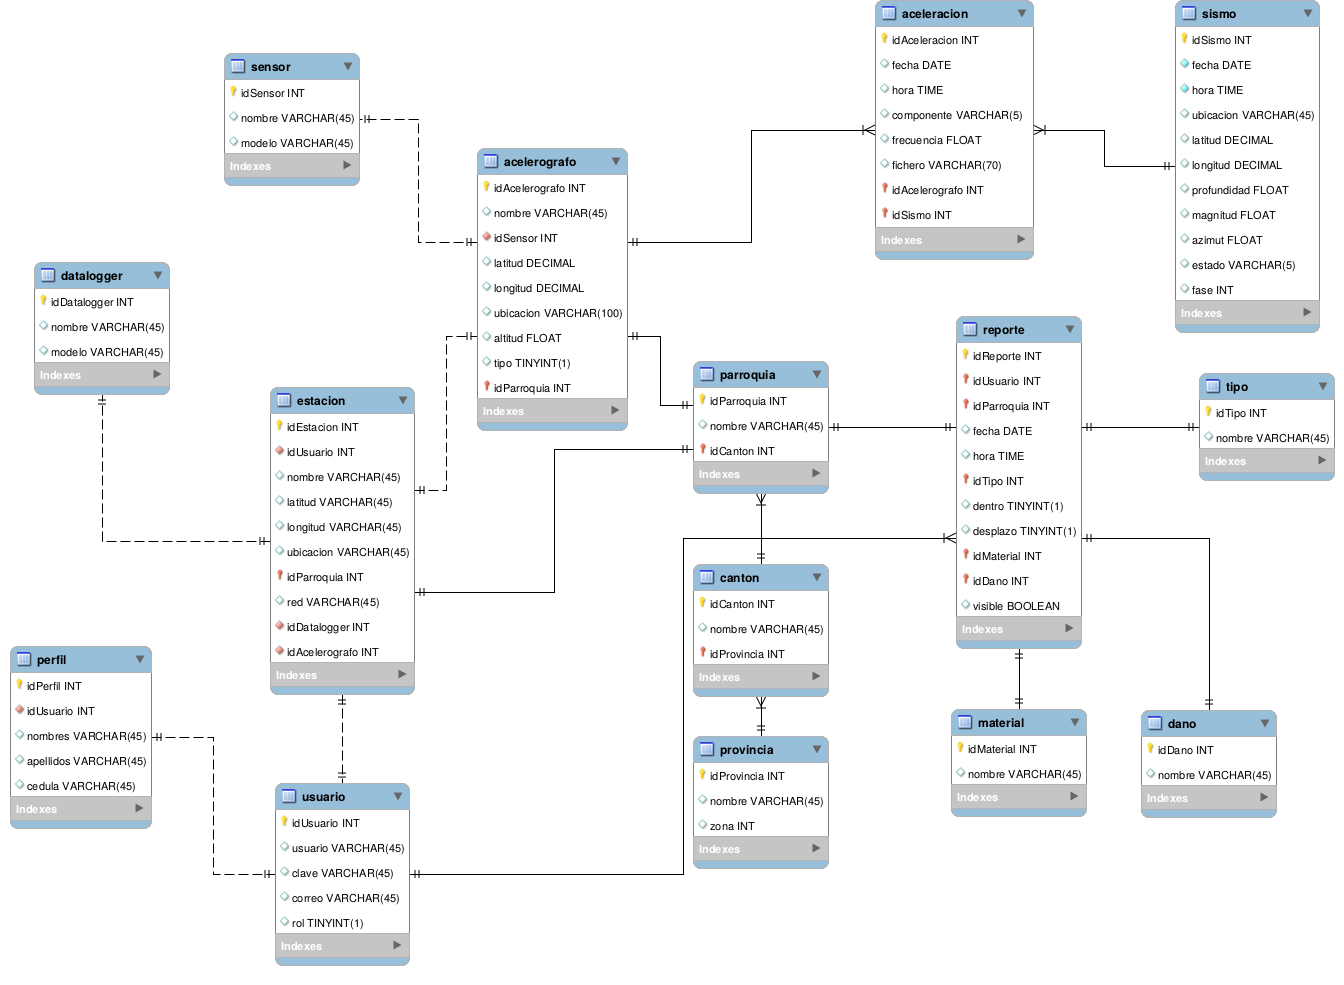 aceleracion
idAceleracion INT
fecha DATE
hora TIME
componente VARCHAR(5)
frecuencia FLOAT
fichero VARCHAR(70)
idAcelerografo INT
idSismo INT
Indexes
sismo
idSismo INT
fecha DATE
hora TIME
ubicacion VARCHAR(45)
latitud DECIMAL
longitud DECIMAL
profundidad FLOAT
magnitud FLOAT
azimut FLOAT
estado VARCHAR(5)
fase INT
Indexes
sensor
idSensor INT
nombre VARCHAR(45)
modelo VARCHAR(45)
Indexes
acelerografo
idAcelerografo INT
nombre VARCHAR(45)
idSensor INT
latitud DECIMAL
longitud DECIMAL
ubicacion VARCHAR(100)
altitud FLOAT
tipo TINYINT(1)
idParroquia INT
Indexes
datalogger
idDatalogger INT
nombre VARCHAR(45)
modelo VARCHAR(45)
Indexes
reporte
idReporte INT
idUsuario INT
idParroquia INT
fecha DATE
hora TIME
idTipo INT
dentro TINYINT(1)
desplazo TINYINT(1)
idMaterial INT
idDano INT
visible BOOLEAN
Indexes
parroquia
idParroquia INT
nombre VARCHAR(45)
idCanton INT
Indexes
tipo
idTipo INT
nombre VARCHAR(45)
Indexes
estacion
idEstacion INT
idUsuario INT
nombre VARCHAR(45)
latitud VARCHAR(45)
longitud VARCHAR(45)
ubicacion VARCHAR(45)
idParroquia INT
red VARCHAR(45)
idDatalogger INT
idAcelerografo INT
Indexes
canton
idCanton INT
nombre VARCHAR(45)
idProvincia INT
Indexes
perfil
idPerfil INT
idUsuario INT
nombres VARCHAR(45)
apellidos VARCHAR(45)
cedula VARCHAR(45)
Indexes
material
idMaterial INT
nombre VARCHAR(45)
Indexes
dano
idDano INT
nombre VARCHAR(45)
Indexes
provincia
idProvincia INT
nombre VARCHAR(45)
zona INT
Indexes
usuario
idUsuario INT
usuario VARCHAR(45)
clave VARCHAR(45)
correo VARCHAR(45)
rol TINYINT(1)
Indexes